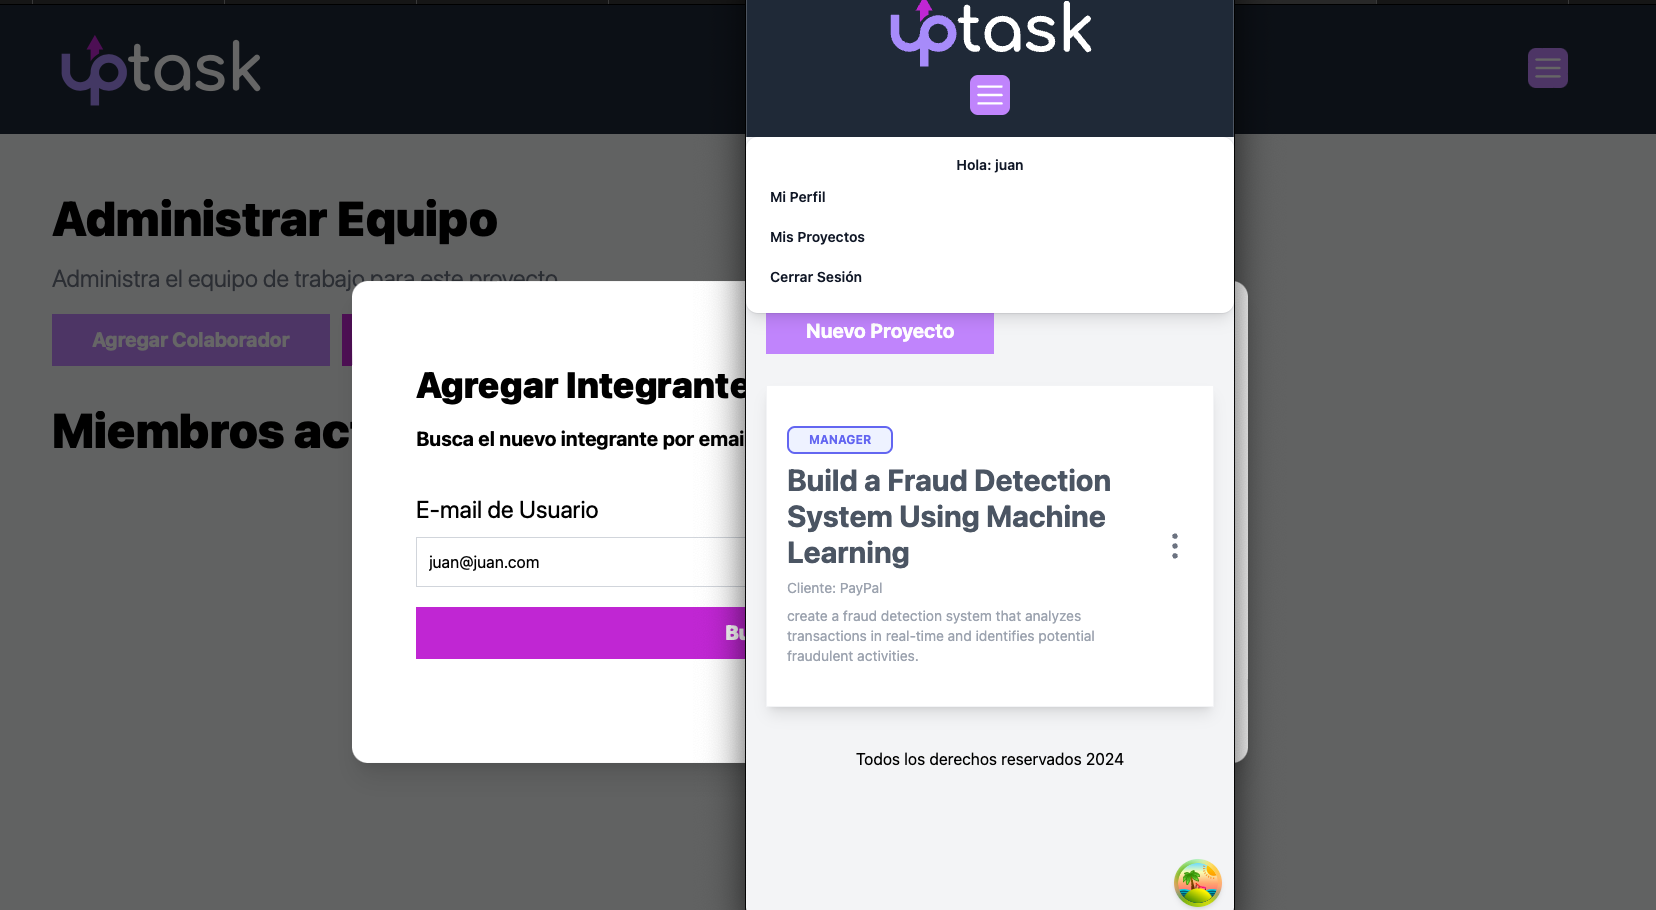 uptask
Administrar Equipo
Administra el equipo de trabajo para este proyecto
Agregar Colaborador
Miembros
Agregar Integrante
Busca el nuevo integrante por
E-mail de Usuario
juan@juan.com
uptask
Hola: juan
Mi Perfil
Mis Proyectos
Cerrar Sesión
Nuevo Proyecto
MANAGER
Build a Fraud Detection
System Using Machine
Learning
Cliente: PayPal
create a fraud detection system that analyzes
transactions in real-time and identifies potential
fraudulent activities.
Todos los derechos reservados 2024